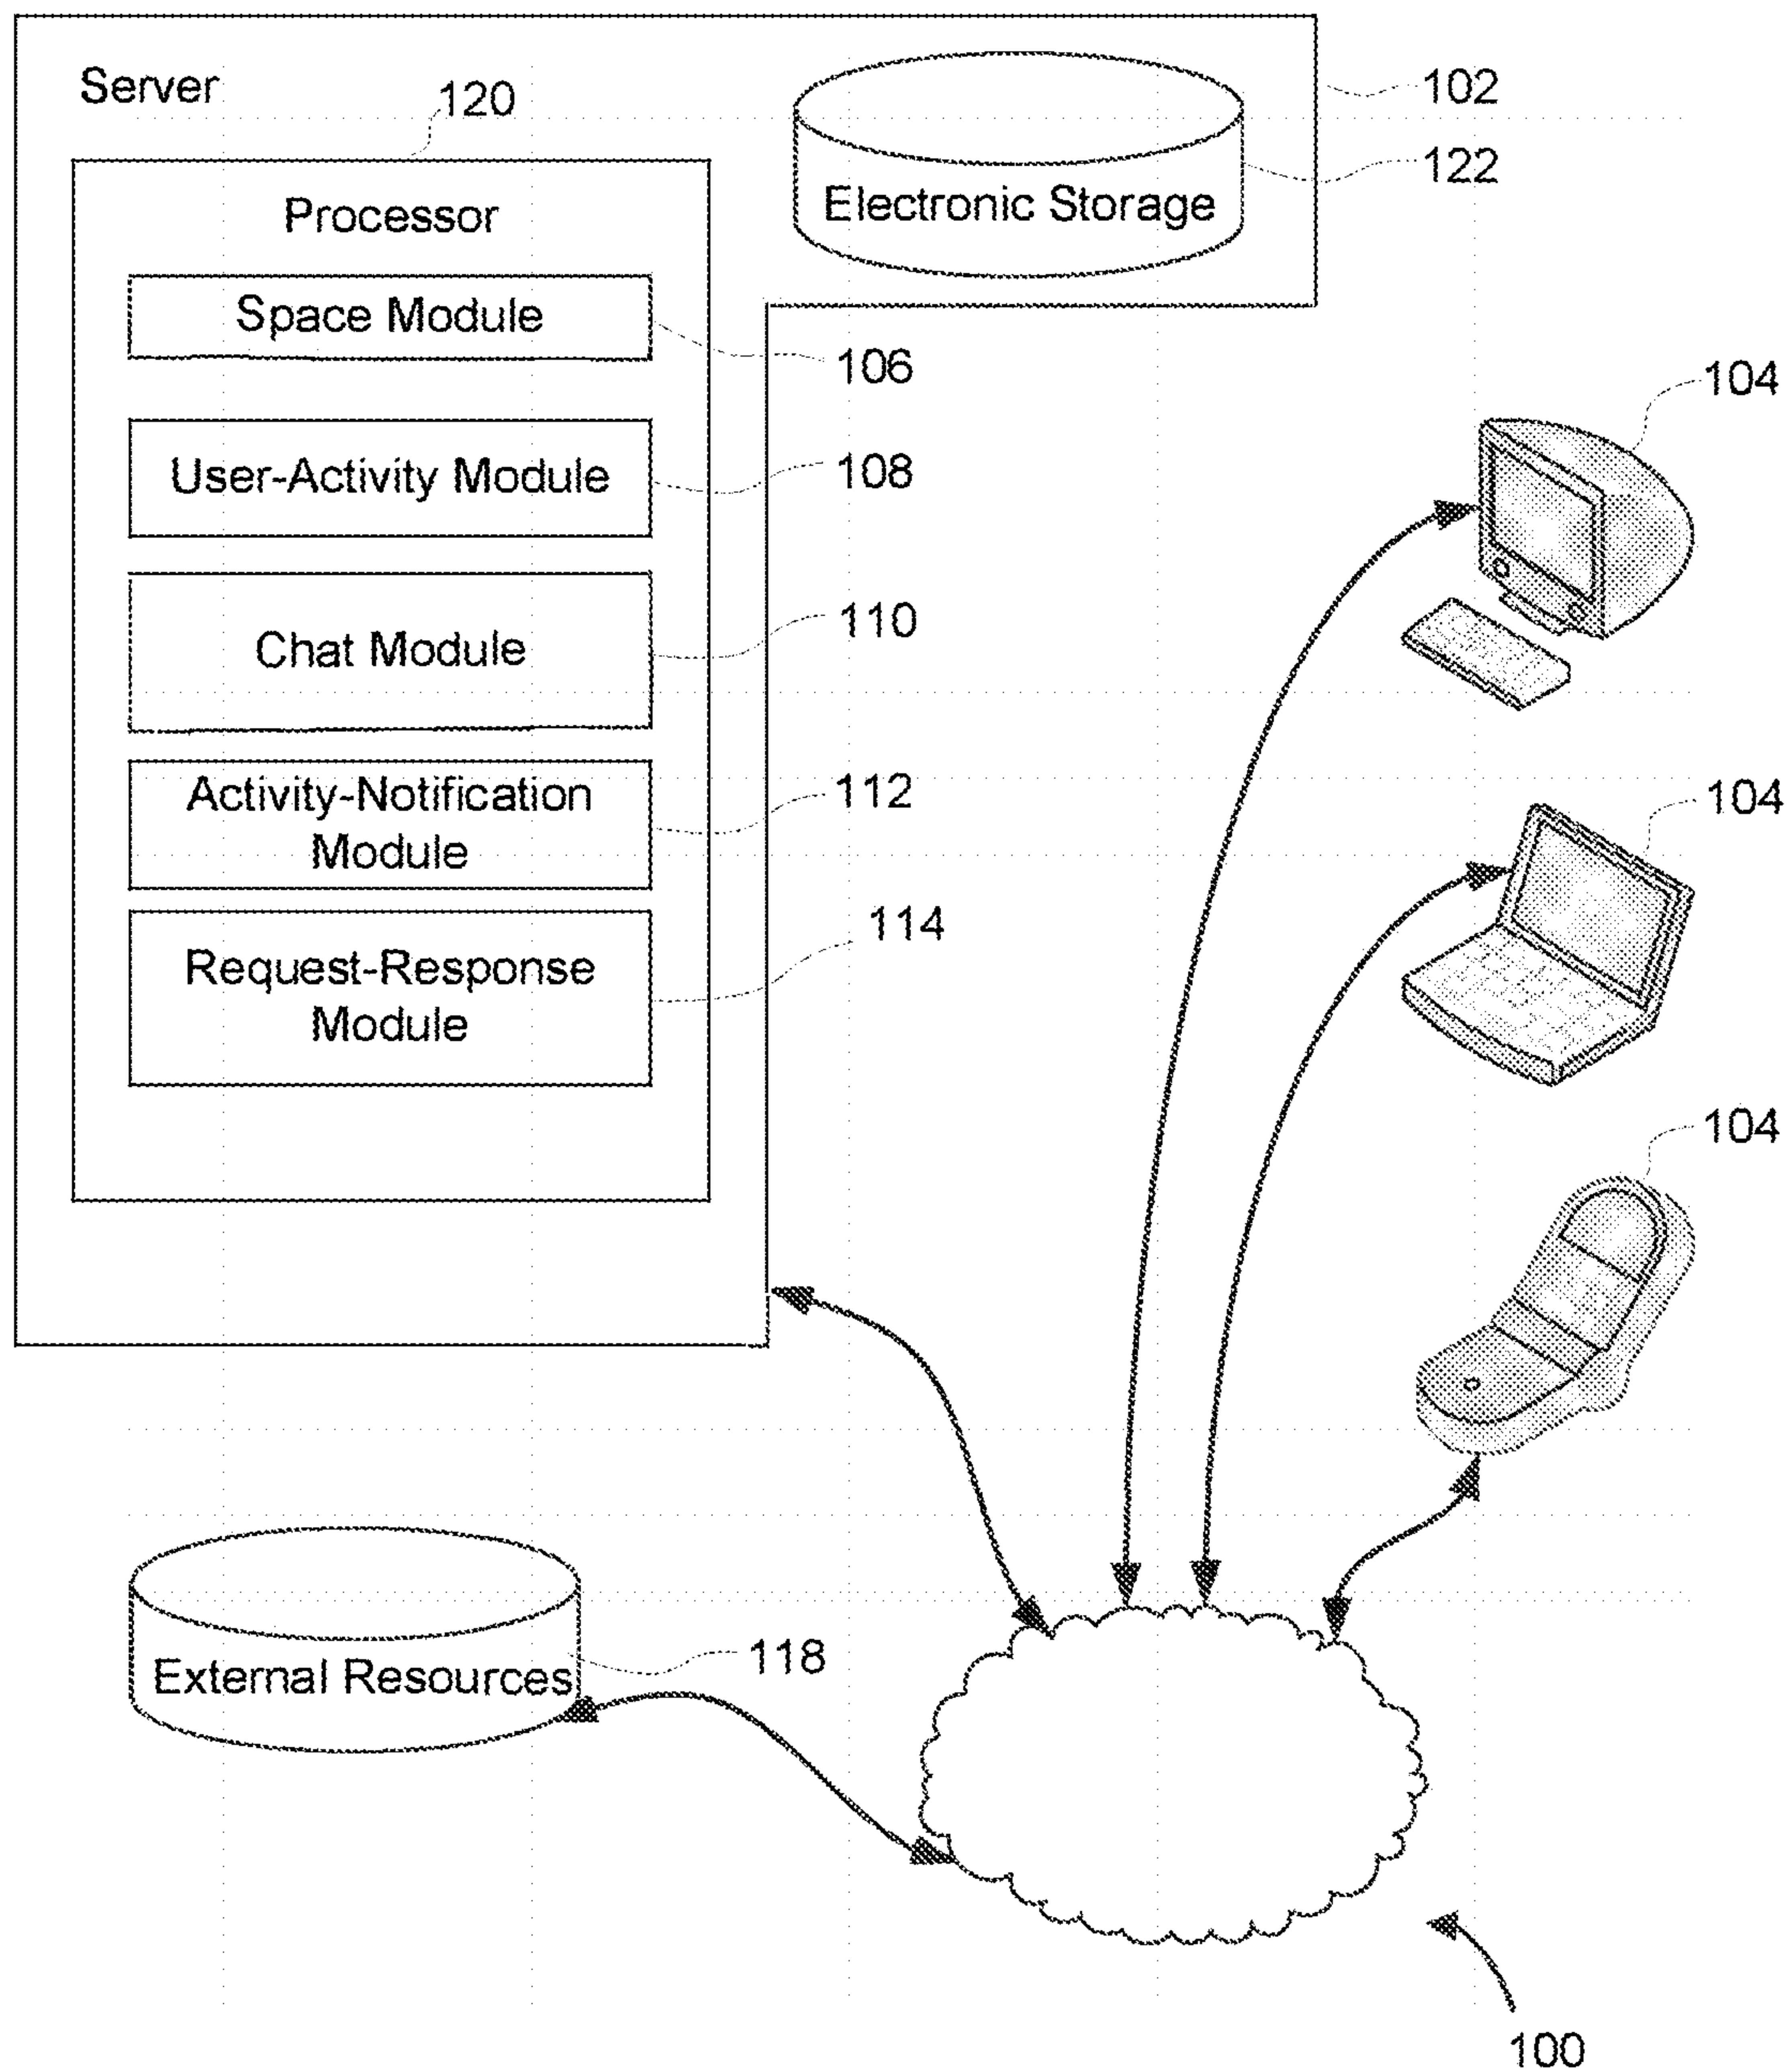 Server
120
102
122
Processor
Electronic Storage
Space Module
106
User-Activity Module
108
Chat Module
110
Activity-Notification
Module
112
Request-Response
Module
114
104
104
104
External Resources
118
100